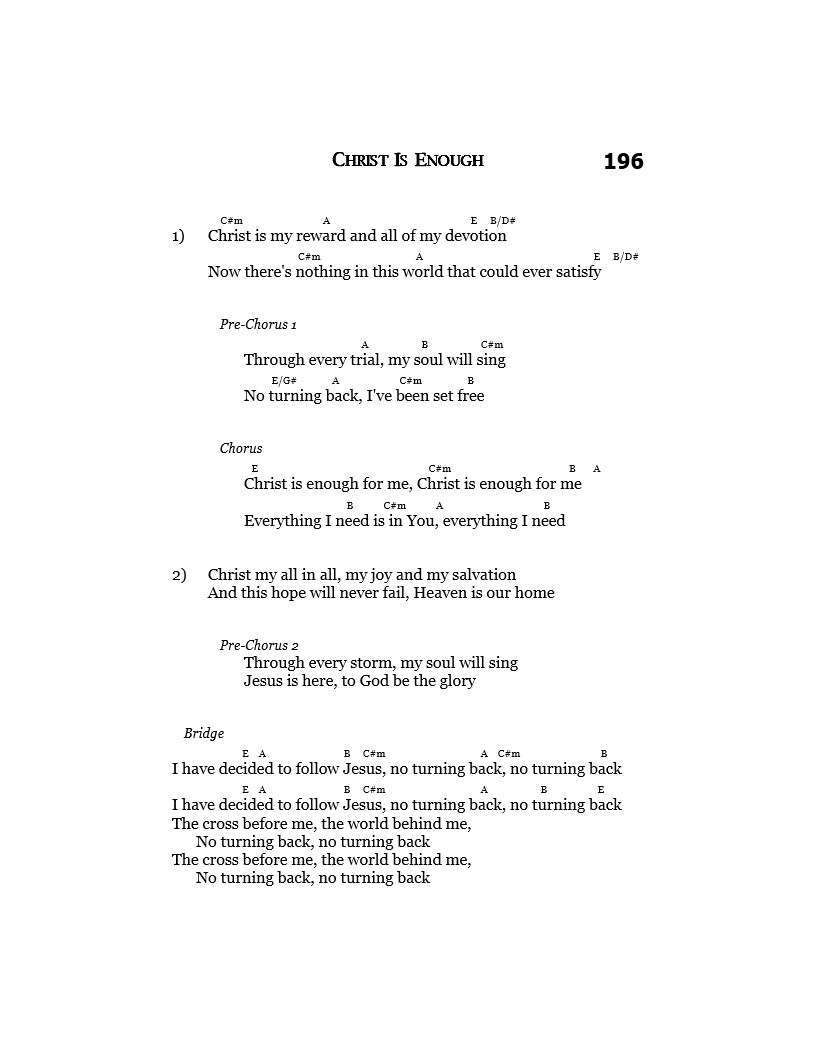 CHRIST IS ENOUGH 196
C#m A E B/D#
1) Christ is my reward and all of my devotion
C#m A E B/D#
Now there's nothing in this world that could ever satisfy
Pre-Chorus 1
A B C#m
Through every trial, my soul will sing
E/G# A C#m B
No turning back, I've been set free
Chorus
E C#m B A
Christ is enough for me, Christ is enough for me
B C#m A B
Everything I need is in You, everything I need
2) Christ my all in all, my joy and my salvation
And this hope will never fail, Heaven is our home
Pre-Chorus 2
Through every storm, my soul will sing
Jesus is here, to God be the glory
Bridge
E A B C#m A C#m B
I have decided to follow Jesus, no turning back, no turning back
E A B C#m A B E
I have decided to follow Jesus, no turning back, no turning back
The cross before me, the world behind me,
No turning back, no turning back
The cross before me, the world behind me,
No turning back, no turning back